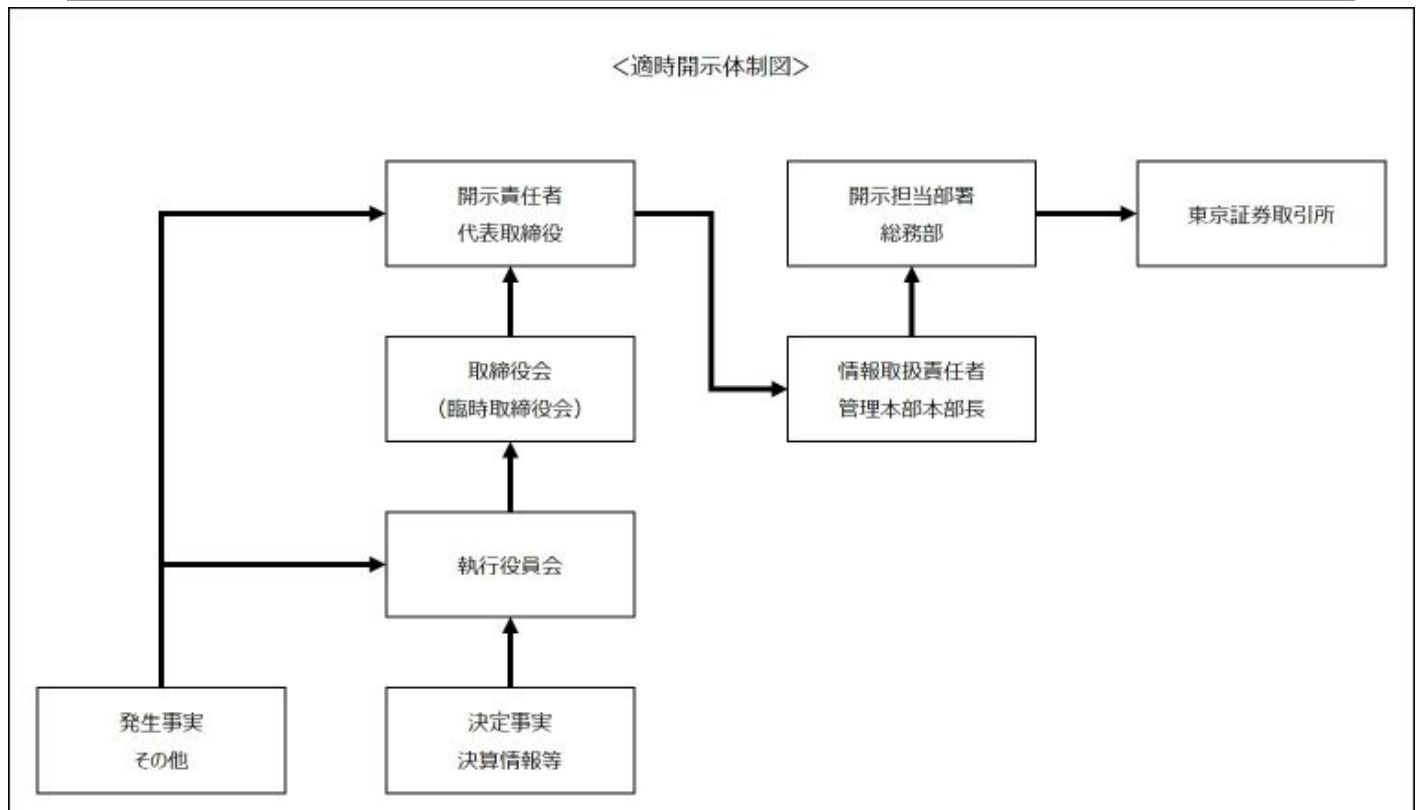 ＜適時開示体制図＞
開示責任者
代表取締役
開示担当部署
総務部
東京証券取引所
取締役会
（臨時取締役会）
情報取扱責任者
管理本部本部長
執行役員会
発生事実
その他
決定事実
決算情報等